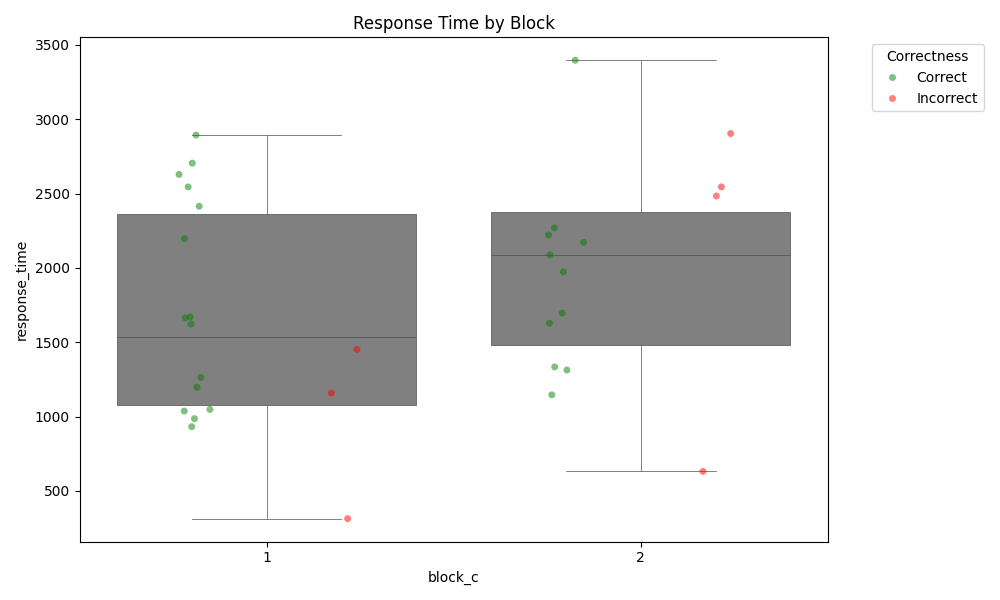 Response Time by Block
Correctness
Correct
Incorrect
response_time
3500
3000
2500
2000
1500
1000
500
1
2
block_c